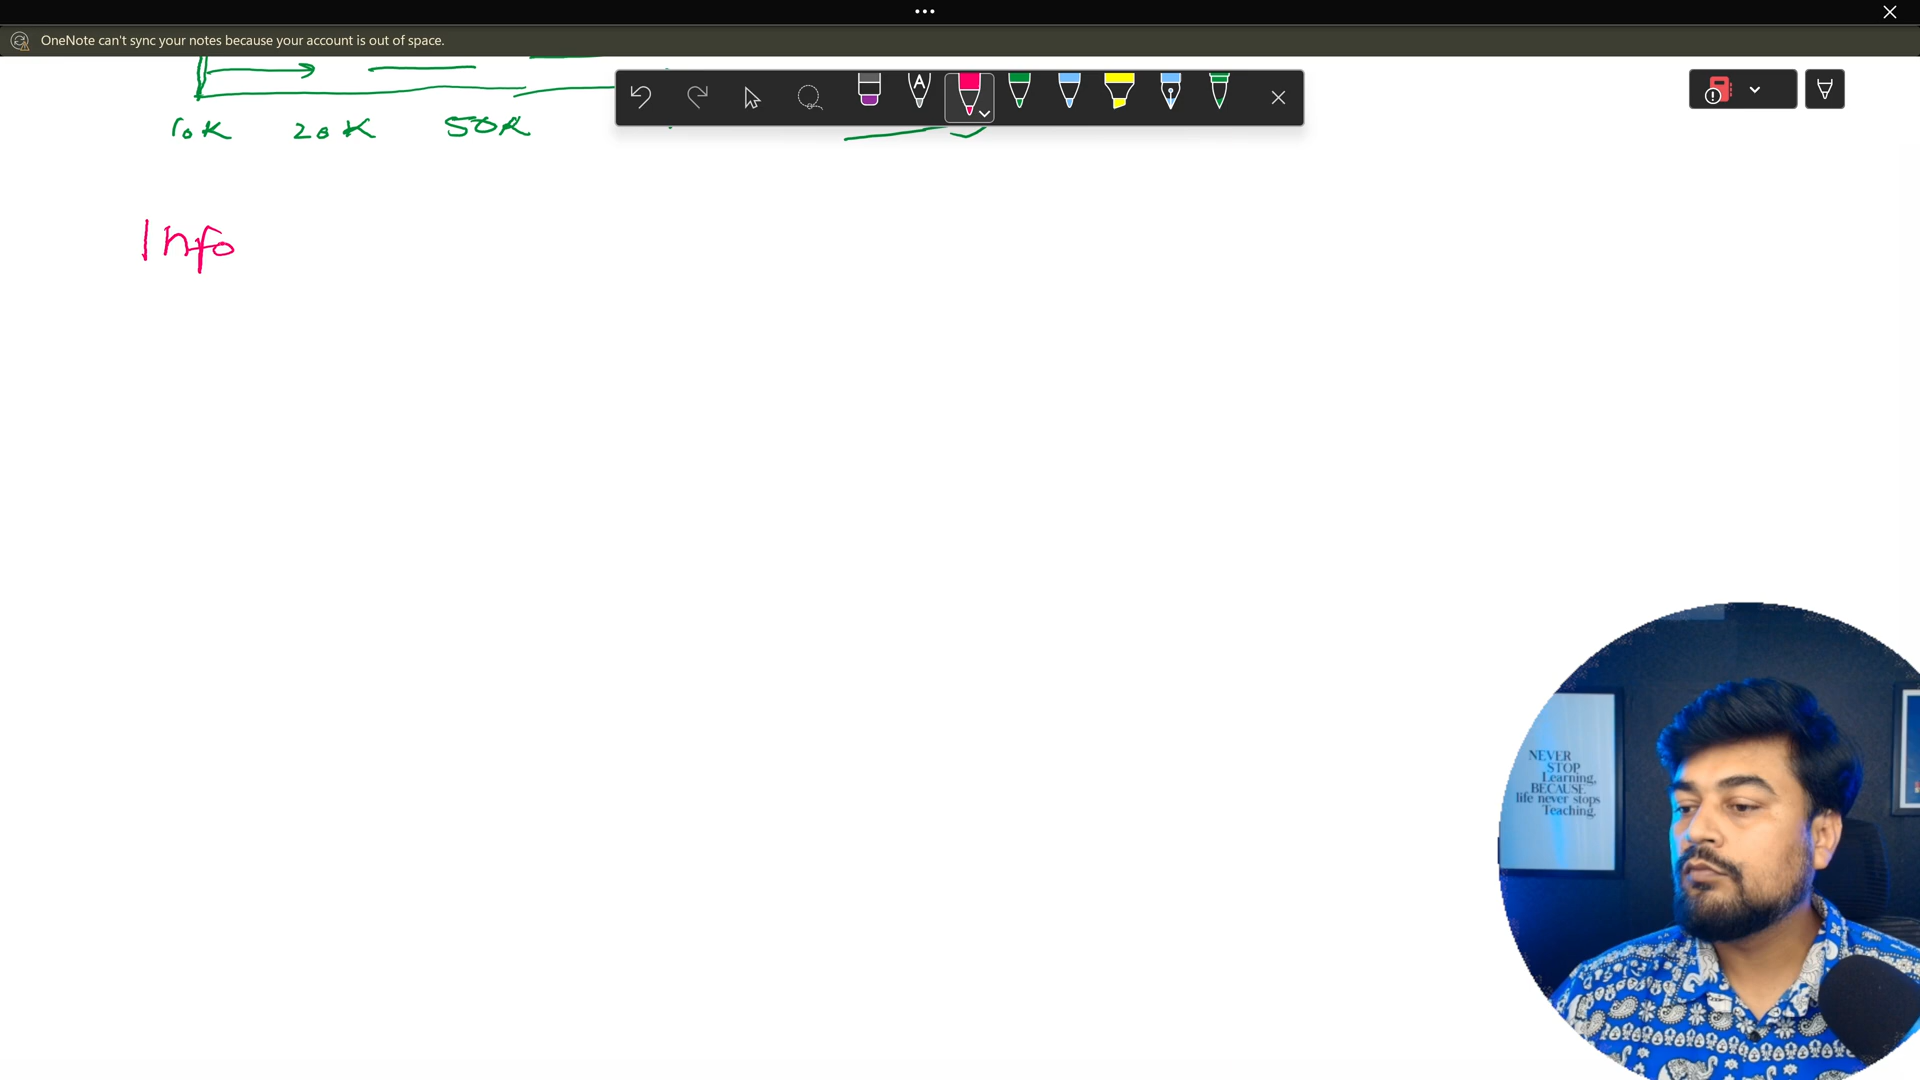 OneNote can't sync your notes because your account is out of space.
10K 20K 50K
Info
NEVER
STOP
Learning,
BECAUSE
life never stops
Teaching.